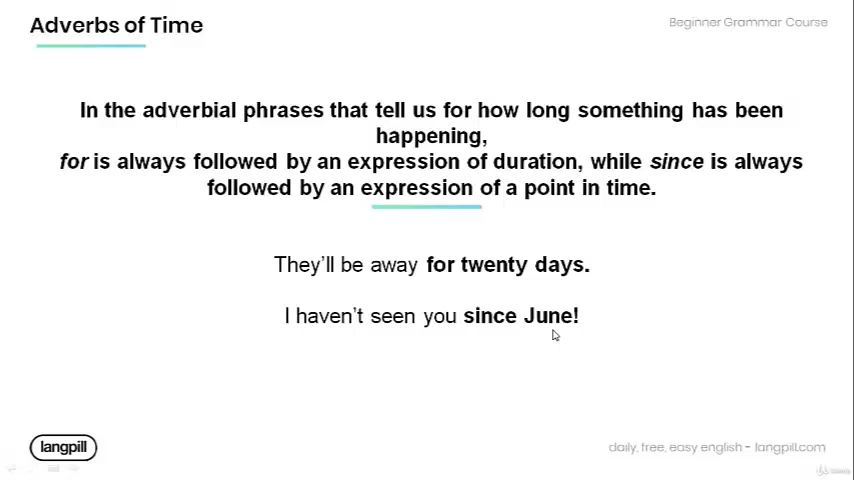 Adverbs of Time
Beginner Grammar Course
In the adverbial phrases that tell us for how long something has been
happening,
for is always followed by an expression of duration, while since is always
followed by an expression of a point in time.
They'll be away for twenty days.
I haven't seen you since June!
langpill
daily, free, easy english - langpill.com
Udemy